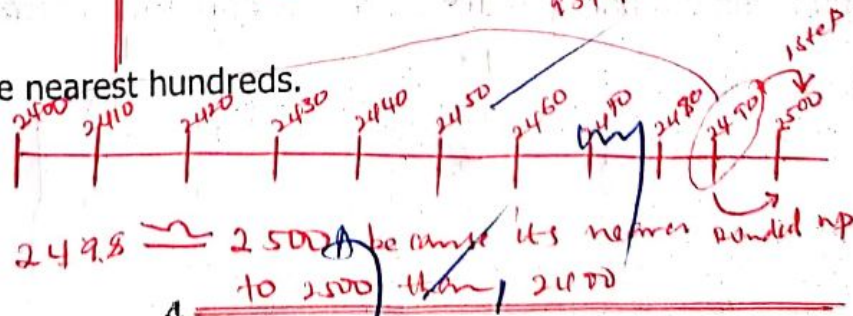 e nearest hundreds.
2400 2410 2420 2430 2440 2450 2460 2480 2490 2500
1step
2498 ≃ 2500 because its nearer rounded up
to 2500 than 2400